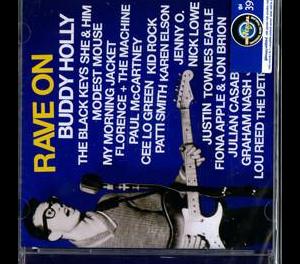 RAVE ON
BUDDY HOLLY
THE BLACK KEYS SHE & HIM
MODEST MOUSE
MY MORNING JACKET
FLORENCE + THE MACHINE
PAUL McCARTNEY
CEE LO GREEN KID ROCK
PATTI SMITH KAREN ELSON
JENNY O.
NICK LOWE
JUSTIN TOWNES EARLE
FIONA APPLE & JON BRION
JULIAN CASAB
GRAHAM NASH
LOU REED THE DET
39